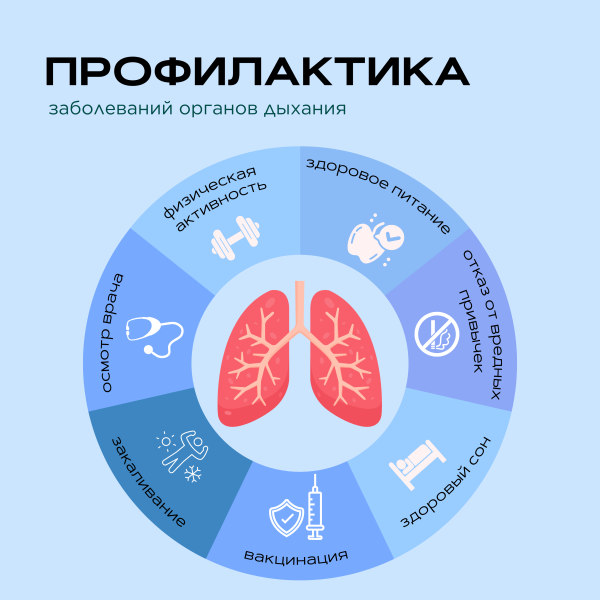 ПРОФИЛАКТИКА
заболеваний органов дыхания
здоровое питание
отказ от вредных
привычек
здоровый сон
вакцинация
закаливание
осмотр врача
физическая
активность